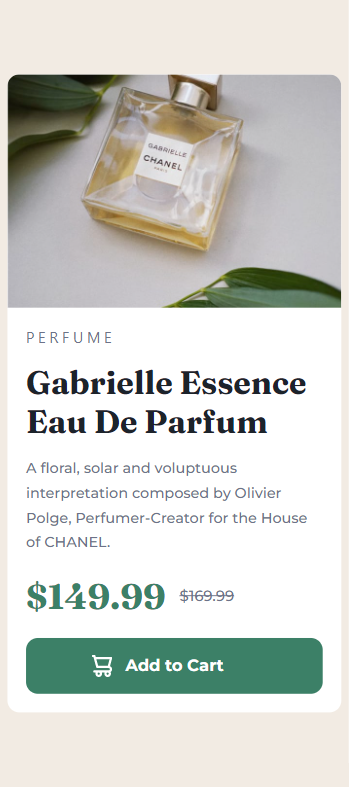 GABRIELLE
CHANEL
PARIS
PERFUME
Gabrielle Essence
Eau De Parfum
A floral, solar and voluptuous
interpretation composed by Olivier
Polge, Perfumer-Creator for the House
of CHANEL.
$149.99 $169.99
Add to Cart